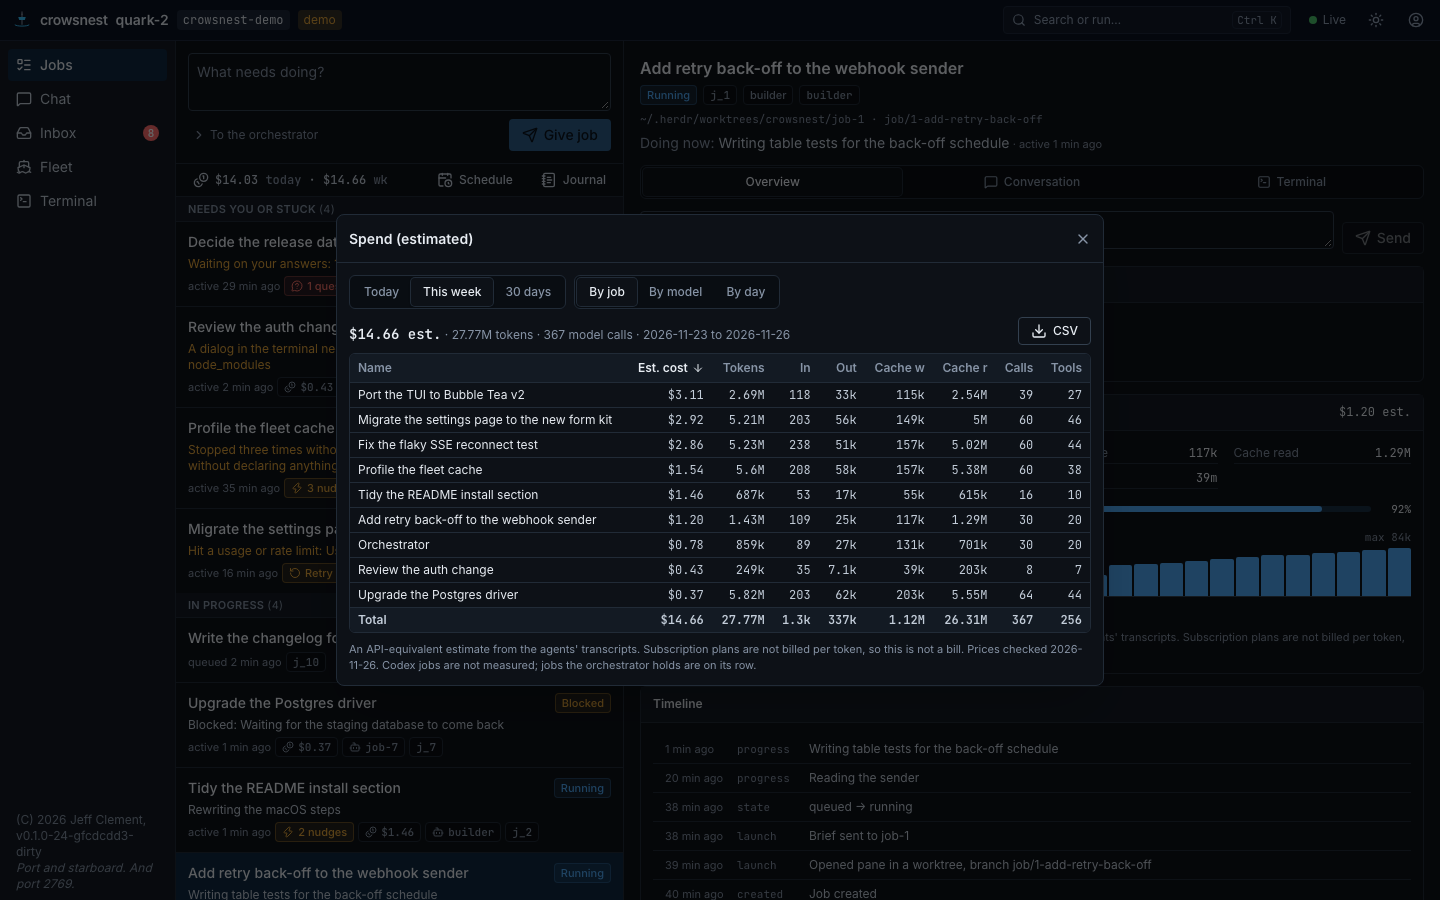 crowsnest quark-2 crowsnest-demo demo
Search or run... Ctrl K
Live
Jobs
Chat
Inbox 8
Fleet
Terminal
What needs doing?
To the orchestrator
Give job
$14.03 today · $14.66 wk
Schedule
Journal
NEEDS YOU OR STUCK (4)
Decide the release dat
Waiting on your answers:
active 29 min ago 1 que
Review the auth chang
A dialog in the terminal ne
node_modules
active 2 min ago $0.43
Profile the fleet cache
Stopped three times witho
without declaring anything
active 35 min ago 3 nud
Migrate the settings pa
Hit a usage or rate limit: U
active 16 min ago Retry
IN PROGRESS (4)
Write the changelog fo
queued 2 min ago j_10
Upgrade the Postgres driver Blocked
Blocked: Waiting for the staging database to come back
active 1 min ago $0.37 job-7 j_7
Tidy the README install section Running
Rewriting the macOS steps
active 1 min ago 2 nudges $1.46 builder j_2
Add retry back-off to the webhook sender Running
Writing table tests for the back-off schedule
(C) 2026 Jeff Clement,
v0.1.0-24-gfcdcdd3-
dirty
Port and starboard. And
port 2769.
Add retry back-off to the webhook sender
Running j_1 builder builder
~/.herdr/worktrees/crowsnest/job-1 · job/1-add-retry-back-off
Doing now: Writing table tests for the back-off schedule · active 1 min ago
Overview
Conversation
Terminal
Send
$1.20 est.
e 117k Cache read 1.29M
39m
92%
max 84k
ts' transcripts. Subscription plans are not billed per token,
Timeline
1 min ago progress Writing table tests for the back-off schedule
20 min ago progress Reading the sender
38 min ago state queued → running
38 min ago launch Brief sent to job-1
39 min ago launch Opened pane in a worktree, branch job/1-add-retry-back-off
40 min ago created Job created
Spend (estimated)
Today This week 30 days
By job By model By day
$14.66 est. · 27.77M tokens · 367 model calls · 2026-11-23 to 2026-11-26
CSV
Name Est. cost ↓ Tokens In Out Cache w Cache r Calls Tools
Port the TUI to Bubble Tea v2 $3.11 2.69M 118 33k 115k 2.54M 39 27
Migrate the settings page to the new form kit $2.92 5.21M 203 56k 149k 5M 60 46
Fix the flaky SSE reconnect test $2.86 5.23M 238 51k 157k 5.02M 60 44
Profile the fleet cache $1.54 5.6M 208 58k 157k 5.38M 60 38
Tidy the README install section $1.46 687k 53 17k 55k 615k 16 10
Add retry back-off to the webhook sender $1.20 1.43M 109 25k 117k 1.29M 30 20
Orchestrator $0.78 859k 89 27k 131k 701k 30 20
Review the auth change $0.43 249k 35 7.1k 39k 203k 8 7
Upgrade the Postgres driver $0.37 5.82M 203 62k 203k 5.55M 64 44
Total $14.66 27.77M 1.3k 337k 1.12M 26.31M 367 256
An API-equivalent estimate from the agents' transcripts. Subscription plans are not billed per token, so this is not a bill. Prices checked 2026-
11-26. Codex jobs are not measured; jobs the orchestrator holds are on its row.